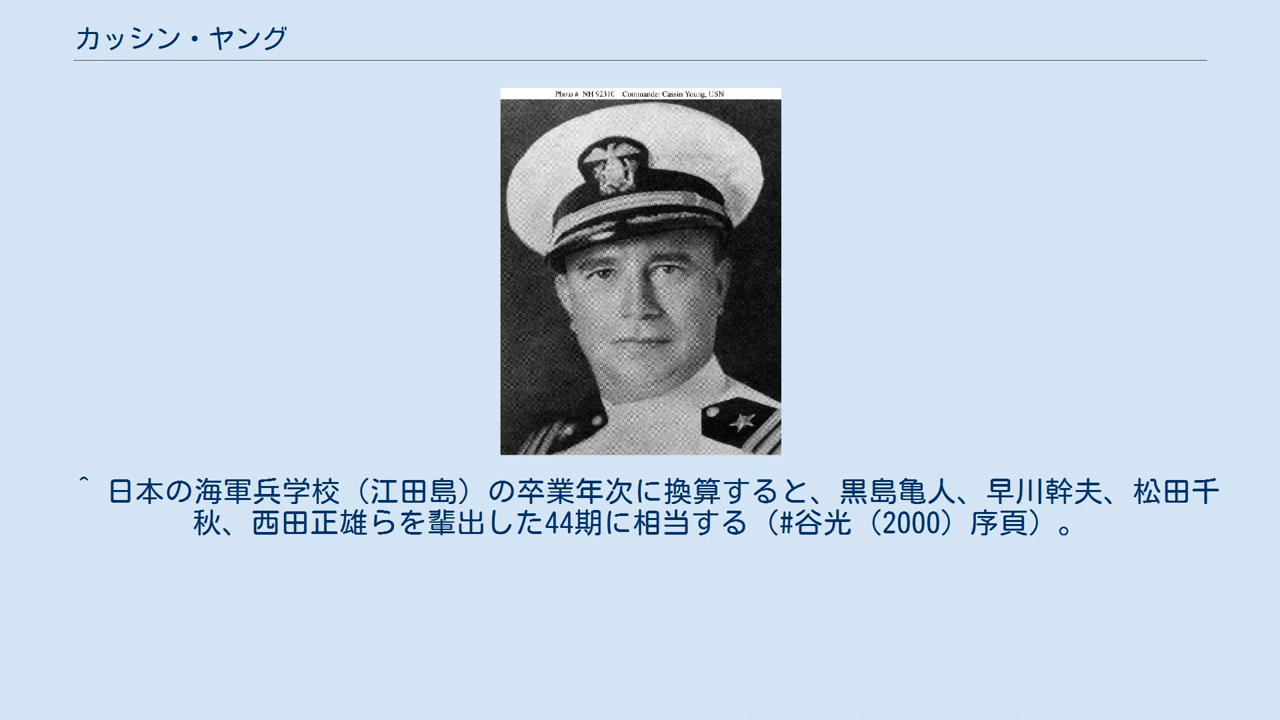 カッシン・ヤング
Photo # NH 92310 Commander Cassin Young, USN
^ 日本の海軍兵学校（江田島）の卒業年次に換算すると、黒島亀人、早川幹夫、松田千
秋、西田正雄らを輩出した44期に相当する（#谷光（2000）序頁）。